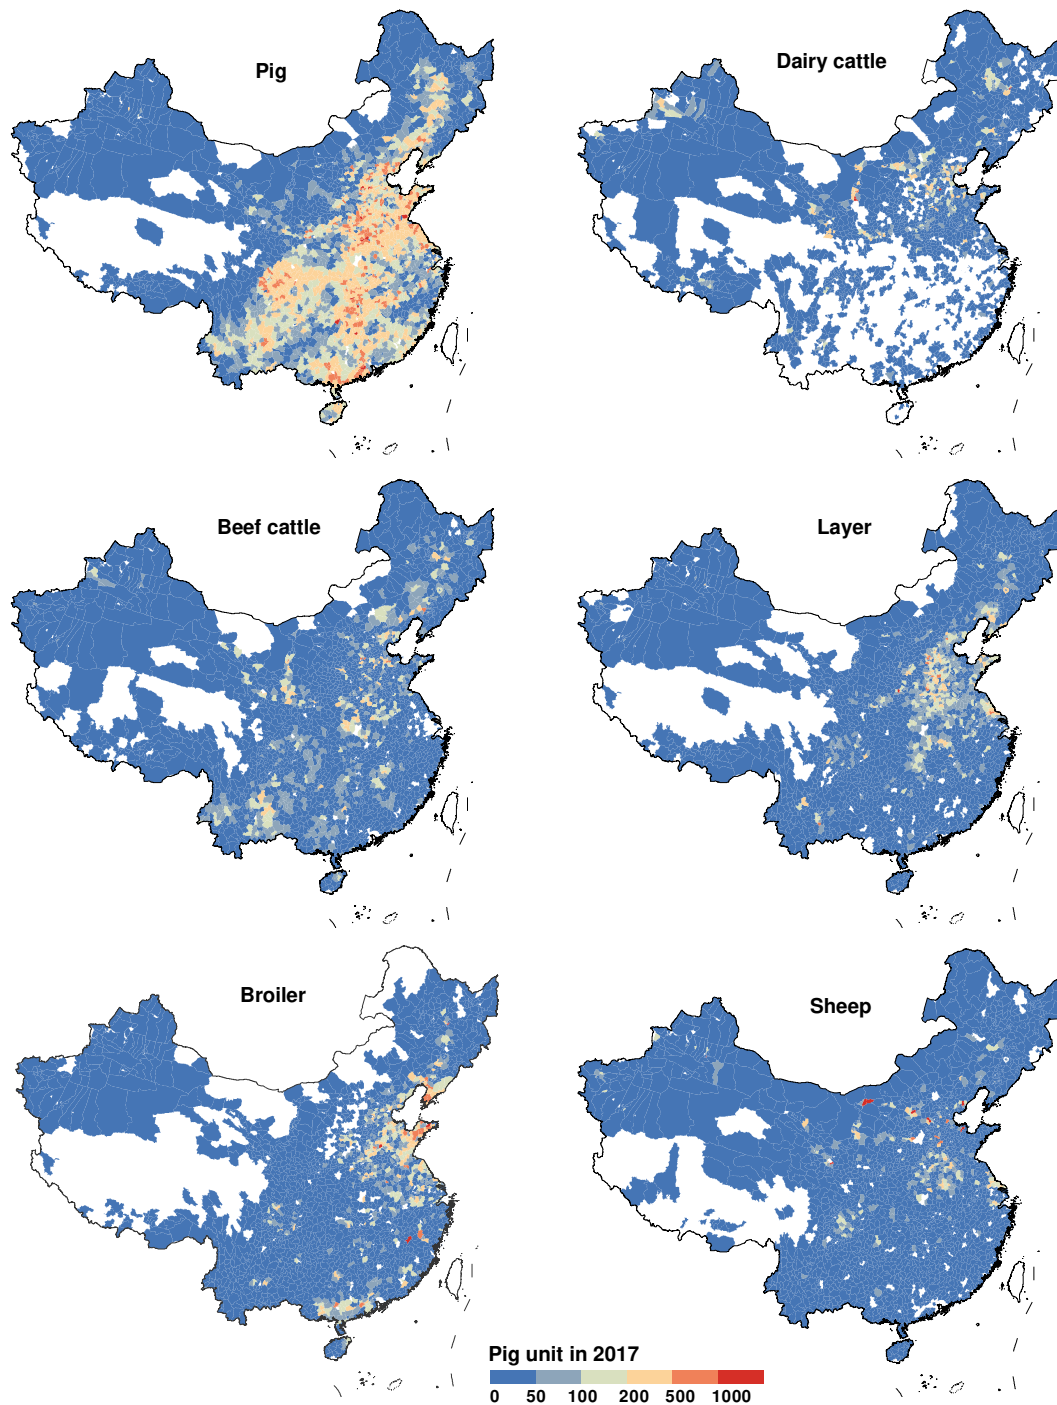 Pig
Dairy cattle
Beef cattle
Layer
Broiler
Sheep
Pig unit in 2017
0 50 100 200 500 1000